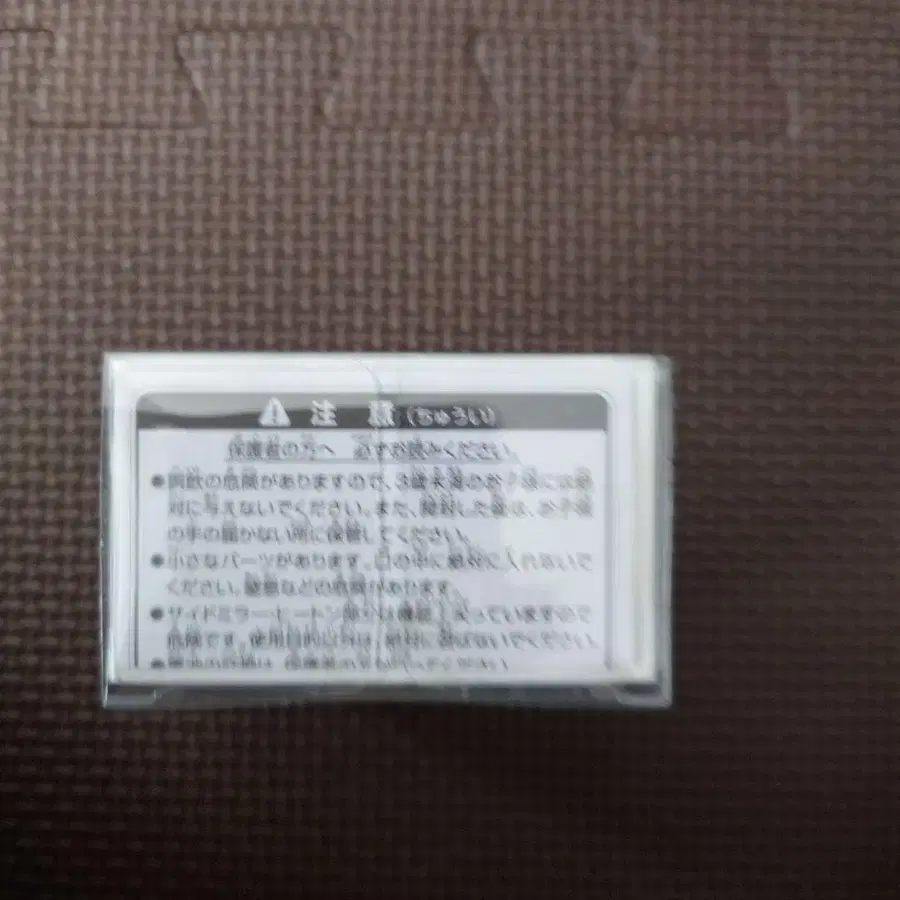 ⚠ 注 意 (ちゅうい)
保護者の方へ 必ずお読みください。
●誤飲の危険がありますので、3歳未満のお子様には絶
対に与えないでください。また、開封した後は、お子様
の手の届かない所に保管してください。
●小さなパーツがあります。口の中に絶対に入れないで
ください。窒息などの危険があります。
●サイドミラー・ヒートン部分は機能上尖っていますので
危険です。使用目的以外は、絶対に遊ばないでください。